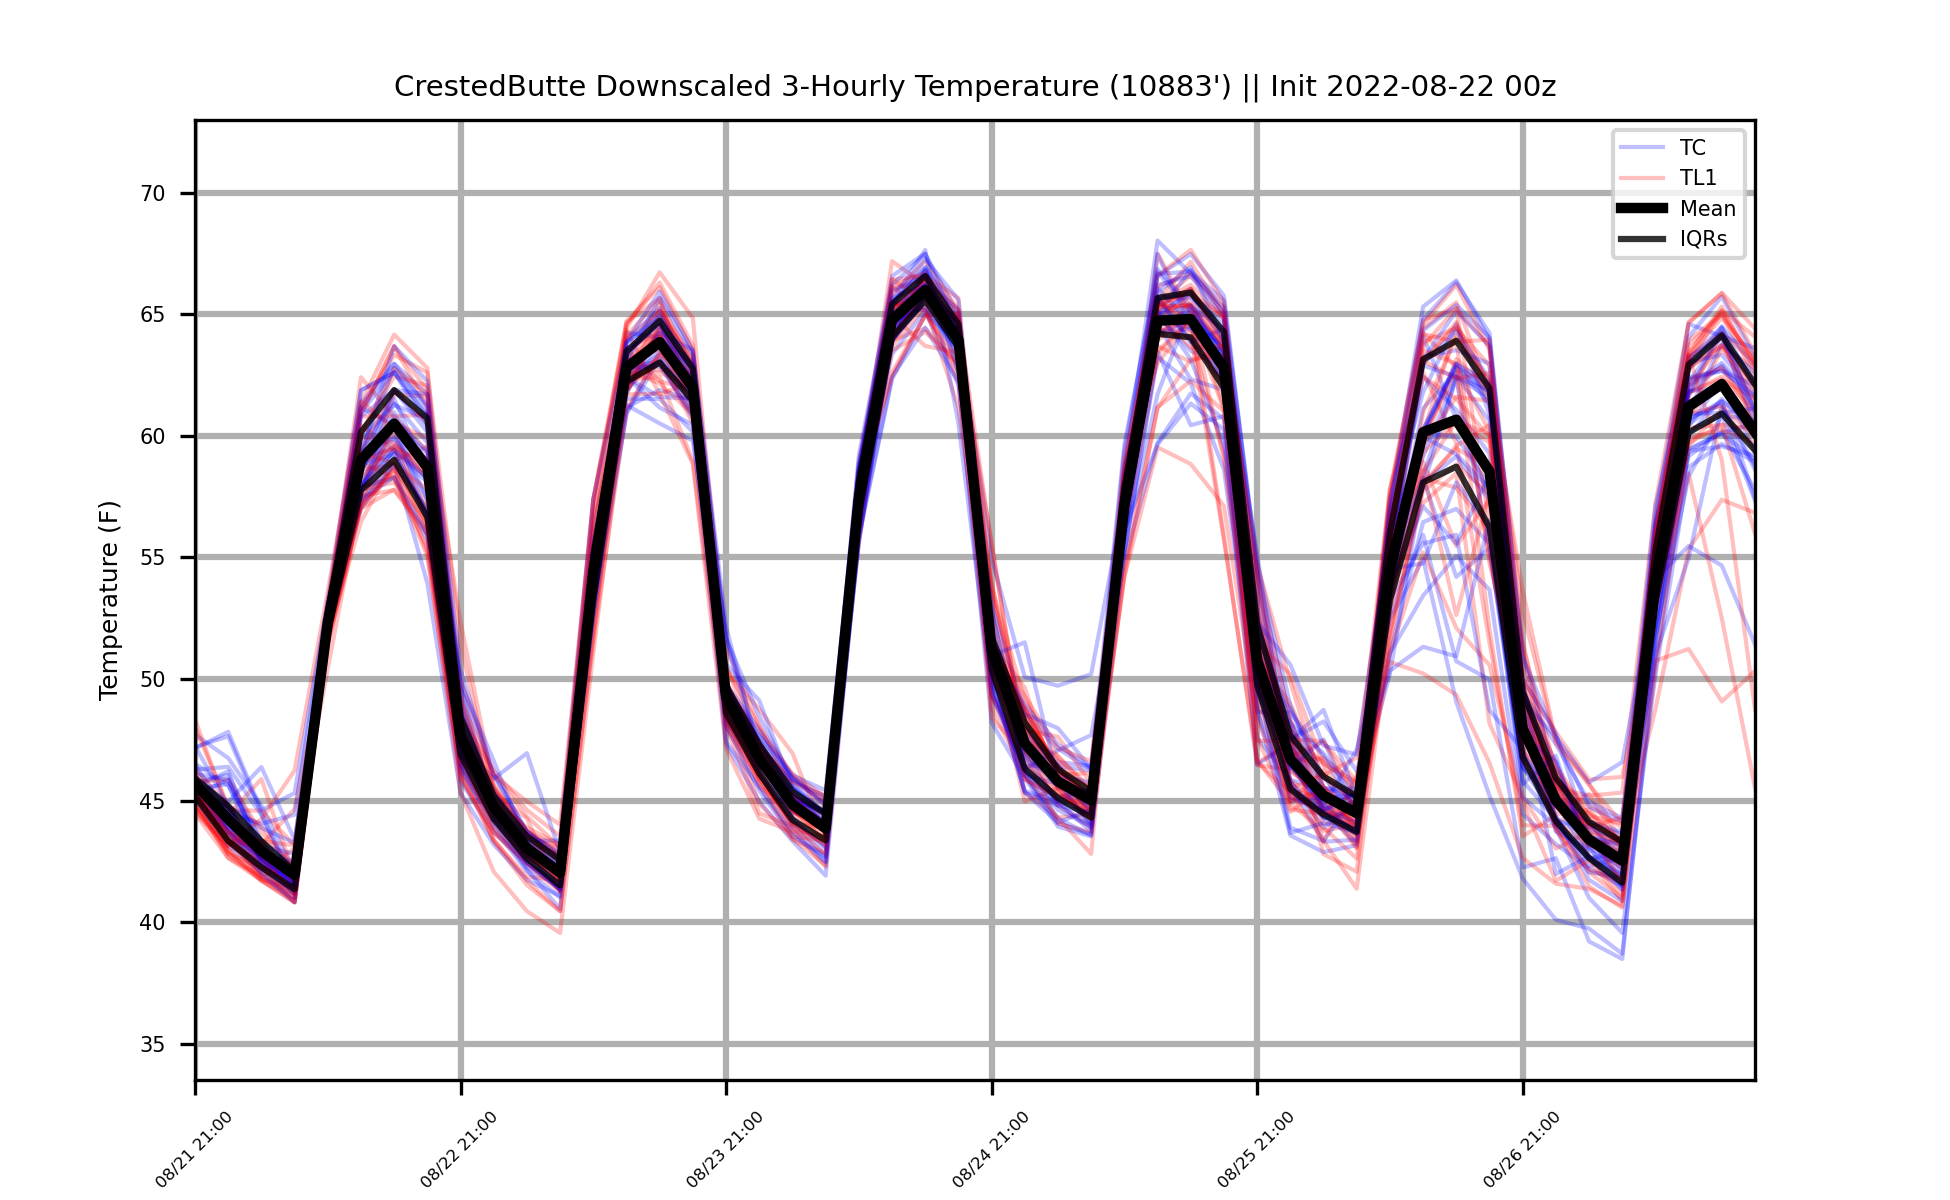 CrestedButte Downscaled 3-Hourly Temperature (10883') || Init 2022-08-22 00z
TC
TL1
Mean
IQRs
Temperature (F)
70
65
60
55
50
45
40
35
08/21 21:00
08/22 21:00
08/23 21:00
08/24 21:00
08/25 21:00
08/26 21:00